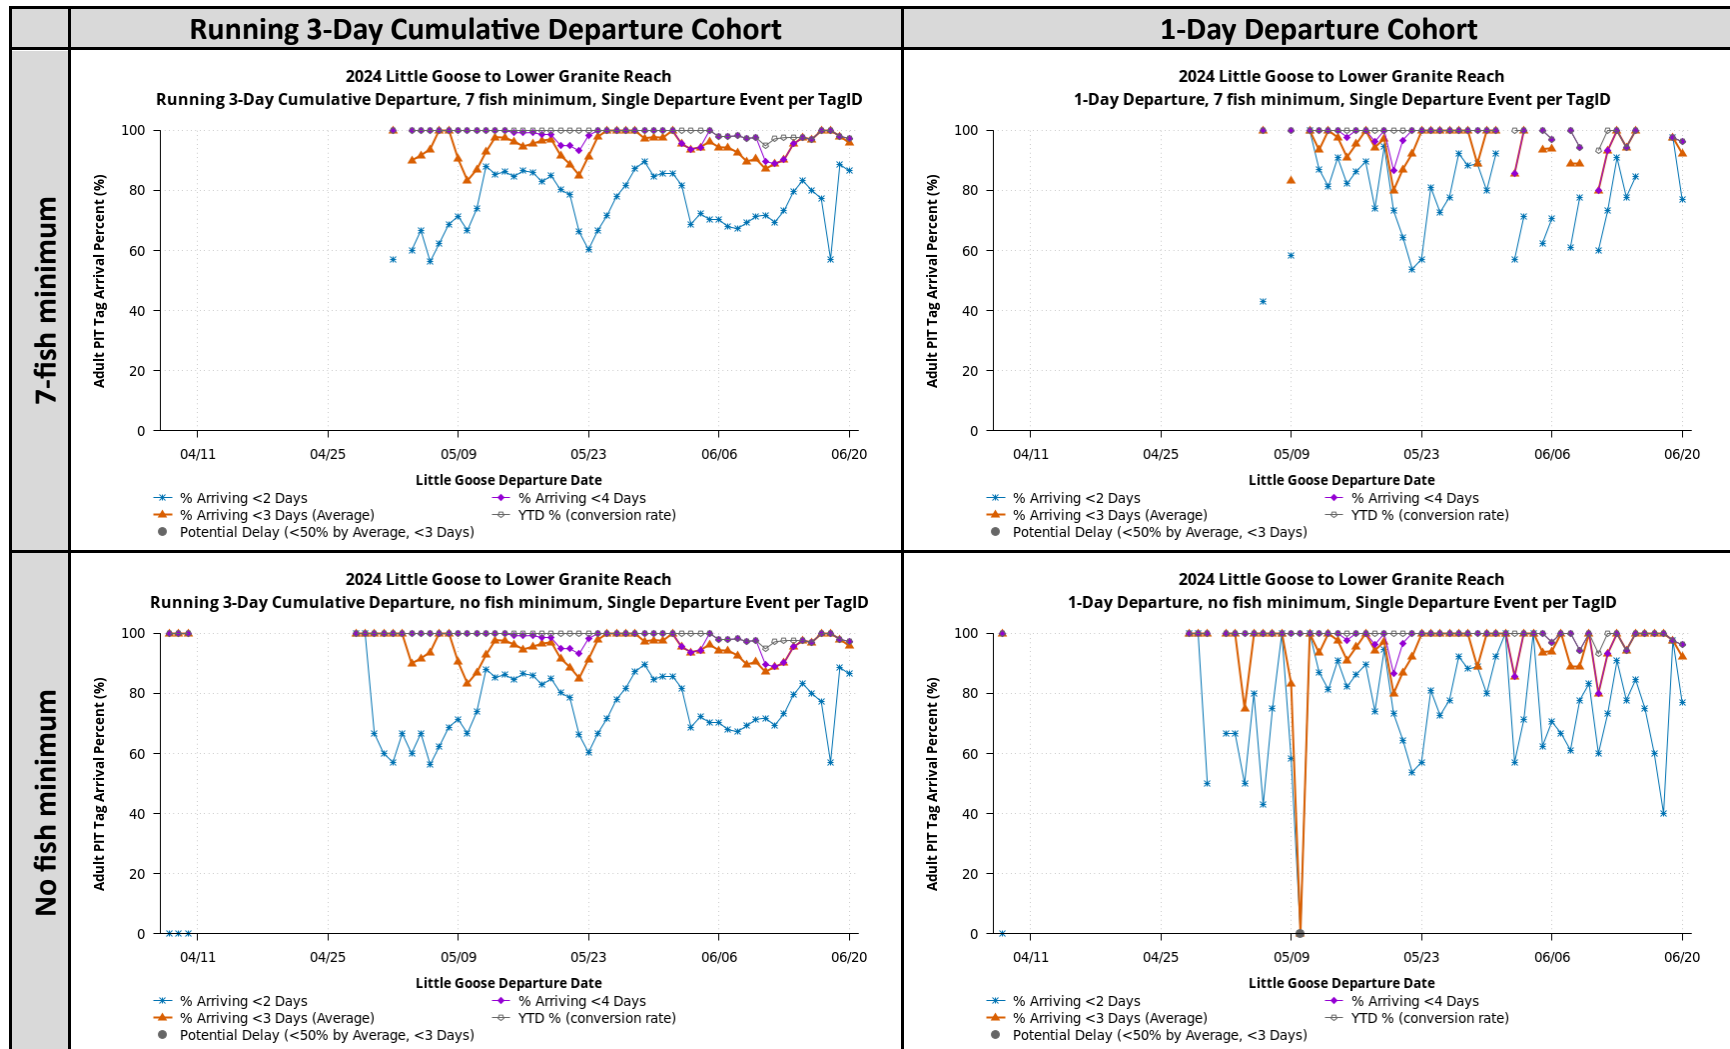 Running 3-Day Cumulative Departure Cohort
1-Day Departure Cohort
7-fish minimum
2024 Little Goose to Lower Granite Reach
Running 3-Day Cumulative Departure, 7 fish minimum, Single Departure Event per TagID
Adult PIT Tag Arrival Percent (%)
100
80
60
40
20
0
04/11 04/25 05/09 05/23 06/06 06/20
Little Goose Departure Date
% Arriving <2 Days % Arriving <4 Days
% Arriving <3 Days (Average) YTD % (conversion rate)
Potential Delay (<50% by Average, <3 Days)
2024 Little Goose to Lower Granite Reach
1-Day Departure, 7 fish minimum, Single Departure Event per TagID
Adult PIT Tag Arrival Percent (%)
100
80
60
40
20
0
04/11 04/25 05/09 05/23 06/06 06/20
Little Goose Departure Date
% Arriving <2 Days % Arriving <4 Days
% Arriving <3 Days (Average) YTD % (conversion rate)
Potential Delay (<50% by Average, <3 Days)
No fish minimum
2024 Little Goose to Lower Granite Reach
Running 3-Day Cumulative Departure, no fish minimum, Single Departure Event per TagID
Adult PIT Tag Arrival Percent (%)
100
80
60
40
20
0
04/11 04/25 05/09 05/23 06/06 06/20
Little Goose Departure Date
% Arriving <2 Days % Arriving <4 Days
% Arriving <3 Days (Average) YTD % (conversion rate)
Potential Delay (<50% by Average, <3 Days)
2024 Little Goose to Lower Granite Reach
1-Day Departure, no fish minimum, Single Departure Event per TagID
Adult PIT Tag Arrival Percent (%)
100
80
60
40
20
0
04/11 04/25 05/09 05/23 06/06 06/20
Little Goose Departure Date
% Arriving <2 Days % Arriving <4 Days
% Arriving <3 Days (Average) YTD % (conversion rate)
Potential Delay (<50% by Average, <3 Days)